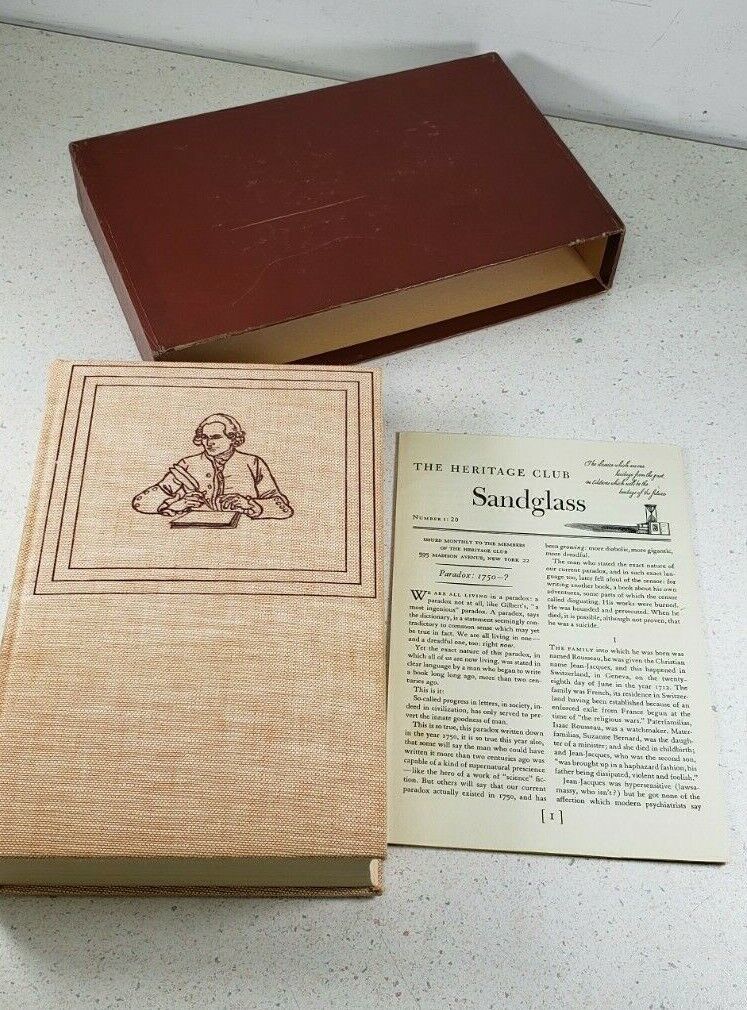 THE HERITAGE CLUB
Sandglass
The classics which are our
heritage from the past
in Editions which will be the
heritage of the future
NUMBER 1: 20
ISSUED MONTHLY TO THE MEMBERS
OF THE HERITAGE CLUB
595 MADISON AVENUE, NEW YORK 22
Paradox: 1750–?
WE ARE ALL LIVING in a paradox: a
paradox not at all, like Gilbert's, "a
most ingenious" paradox. A paradox, says
the dictionary, is a statement seemingly con-
tradictory to common sense which may yet
be true in fact. We are all living in one—
and a dreadful one, too: right now.
Yet the exact nature of this paradox, in
which all of us are now living, was stated in
clear language by a man who began to write
a book long long ago, more than two cen-
turies ago.
This is it:
So-called progress in letters, in society, in-
deed in civilization, has only served to per-
vert the innate goodness of man.
This is so true, this paradox written down
in the year 1750, it is so true this year also,
that some will say the man who could have
written it more than two centuries ago was
capable of a kind of supernatural prescience
—like the hero of a work of "science" fic-
tion. But others will say that our current
paradox actually existed in 1750, and has
been growing: more diabolic, more gigantic,
more dreadful.
The man who stated the exact nature of
our current paradox, and in such exact lan-
guage too, later fell afoul of the censor: for
writing another book, a book about his own
adventures, some parts of which the censor
called disgusting. His works were burned.
He was hounded and persecuted. When he
died, it is possible, although not proven, that
he was a suicide.
I
THE FAMILY into which he was born was
named Rousseau, he was given the Christian
name Jean-Jacques, and this happened in
Switzerland, in Geneva, on the twenty-
eighth day of June in the year 1712. The
family was French, its residence in Switzer-
land having been established because of an
enforced exile from France begun at the
time of "the religious wars." Paterfamilias,
Isaac Rousseau, was a watchmaker. Mater-
familias, Suzanne Bernard, was the daugh-
ter of a minister; and she died in childbirth;
and Jean-Jacques, who was the second son,
"was brought up in a haphazard fashion, his
father being dissipated, violent and foolish."
Jean-Jacques was hypersensitive (lawsa-
massy, who isn't?) but he got none of the
affection which modern psychiatrists say
[ 1 ]